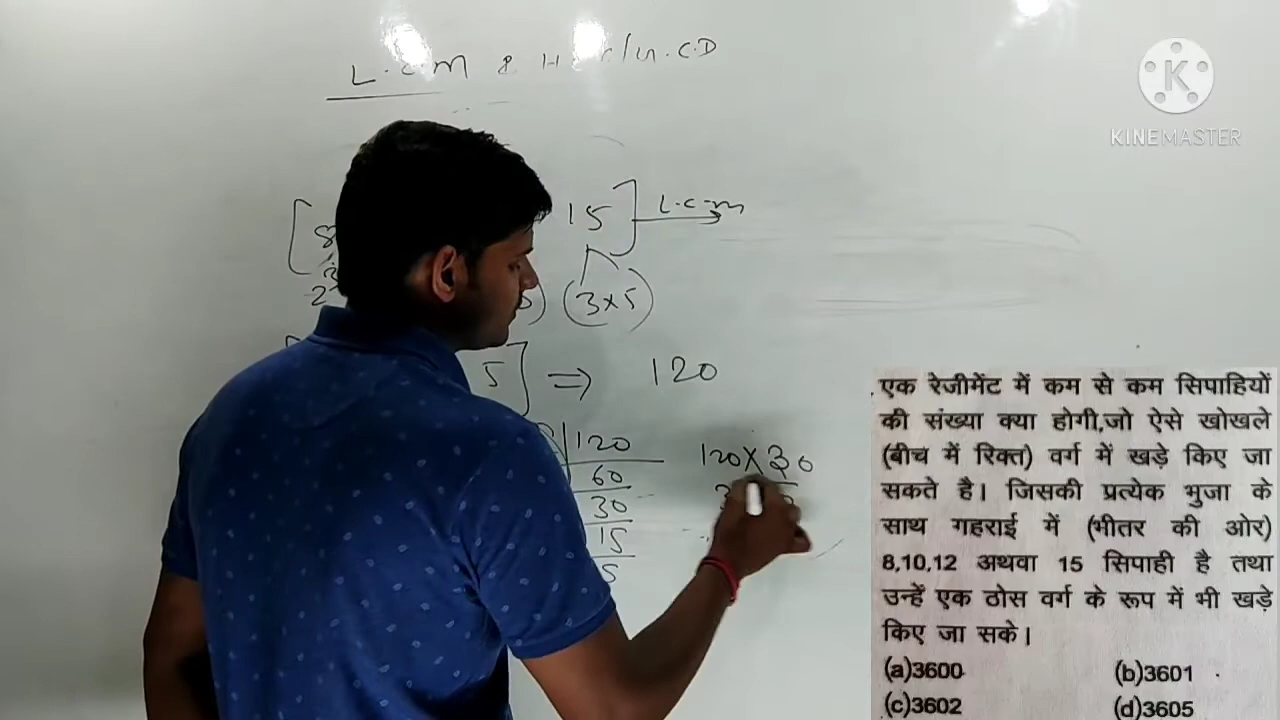 L.C.M & H
.C.D
KINEMASTER
15 ] L.C.M
(3×5)
5 ] ⇒ 120
120
120×30
60
30
15
5
एक रेजीमेंट में कम से कम सिपाहियों
की संख्या क्या होगी,जो ऐसे खोखले
(बीच में रिक्त) वर्ग में खड़े किए जा
सकते है। जिसकी प्रत्येक भुजा के
साथ गहराई में (भीतर की ओर)
8,10,12 अथवा 15 सिपाही है तथा
उन्हें एक ठोस वर्ग के रूप में भी खड़े
किए जा सके।
(a)3600 (b)3601
(c)3602 (d)3605